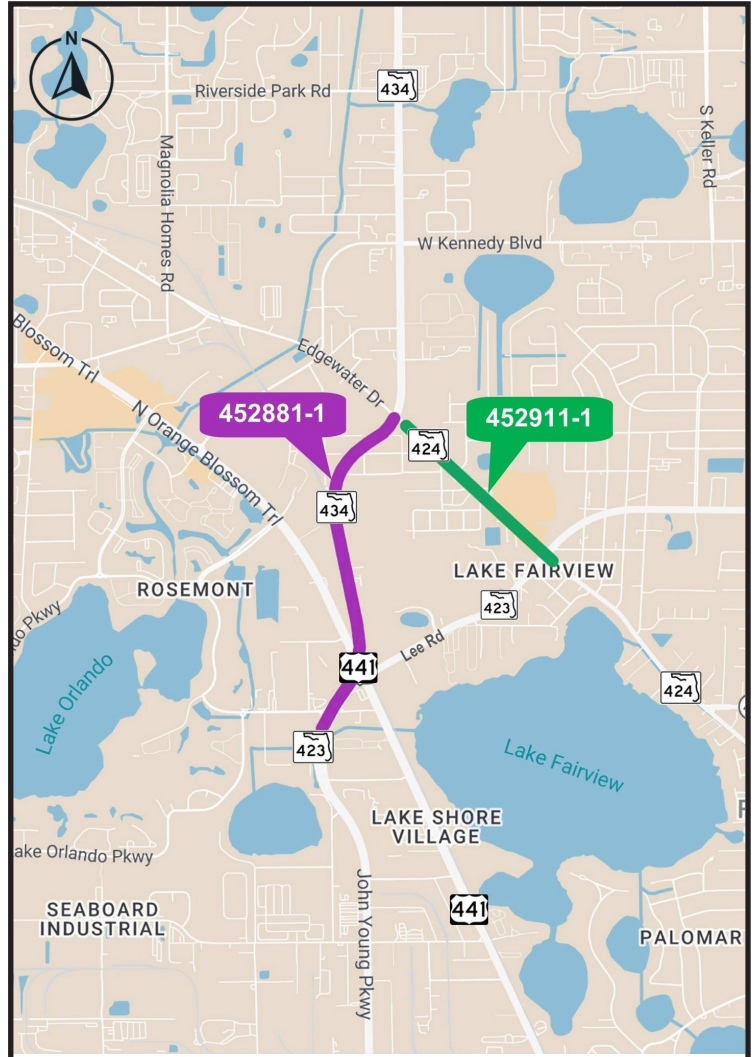 N
434
Riverside Park Rd
S Keller Rd
Magnolia Homes Rd
W Kennedy Blvd
Blossom Trl
Edgewater Dr
452881-1
452911-1
N Orange Blossom Trl
424
434
LAKE FAIRVIEW
ROSEMONT
423
do Pkwy
Lee Rd
441
424
Lake Orlando
423
Lake Fairview
LAKE SHORE
VILLAGE
ake Orlando Pkwy
John Young Pkwy
441
SEABOARD
INDUSTRIAL
PALOMAR